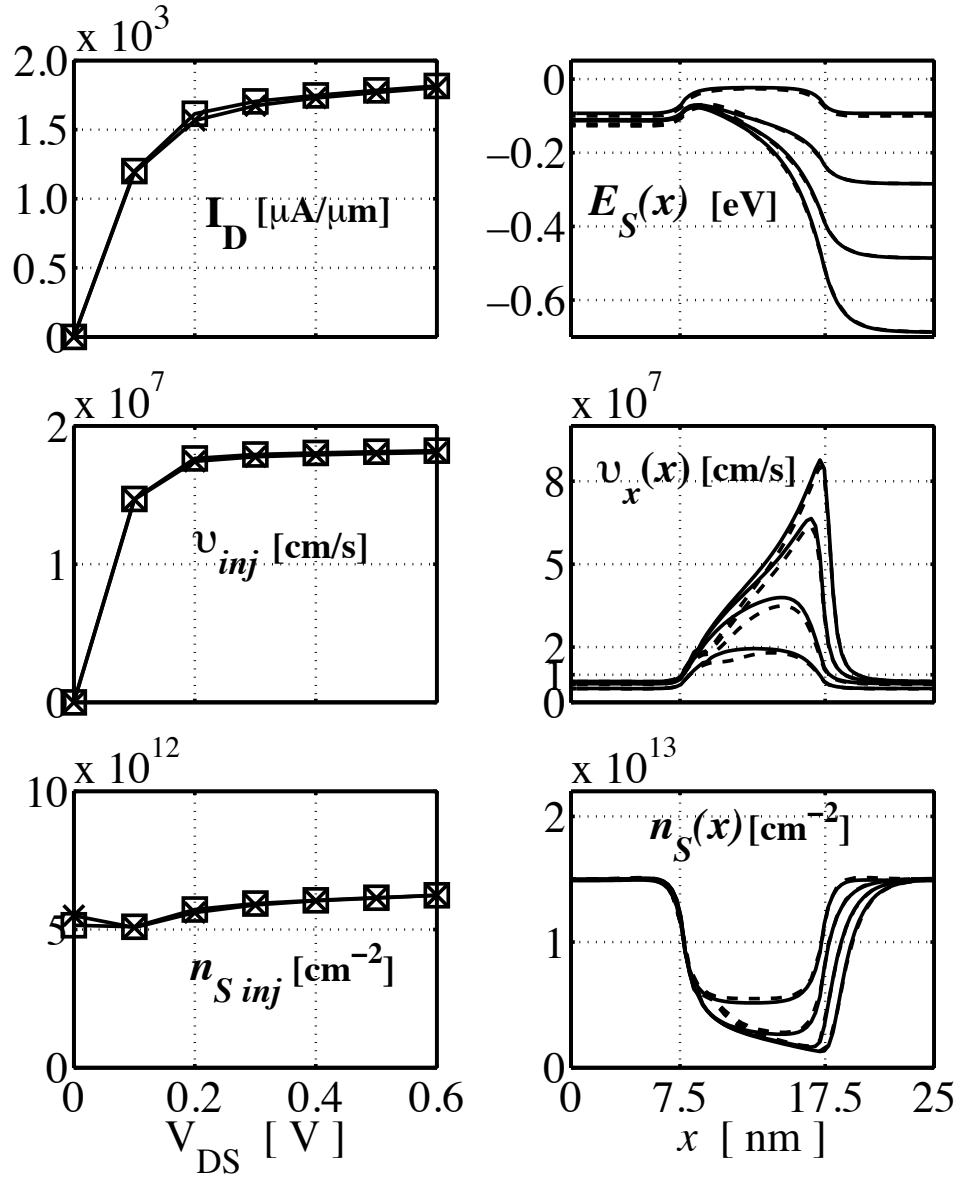 x 10^3
2.0
1.5
1.0
0.5
0
I_D [μA/μm]
0
−0.2
−0.4
−0.6
E_S(x) [eV]
x 10^7
2
1
0
υ_inj [cm/s]
x 10^7
8
5
2
1
0
υ_x(x) [cm/s]
x 10^12
10
5
0
n_S inj [cm^−2]
0 0.2 0.4 0.6
V_DS [ V ]
x 10^13
2
1
0
n_S(x) [cm^−2]
0 7.5 17.5 25
x [ nm ]